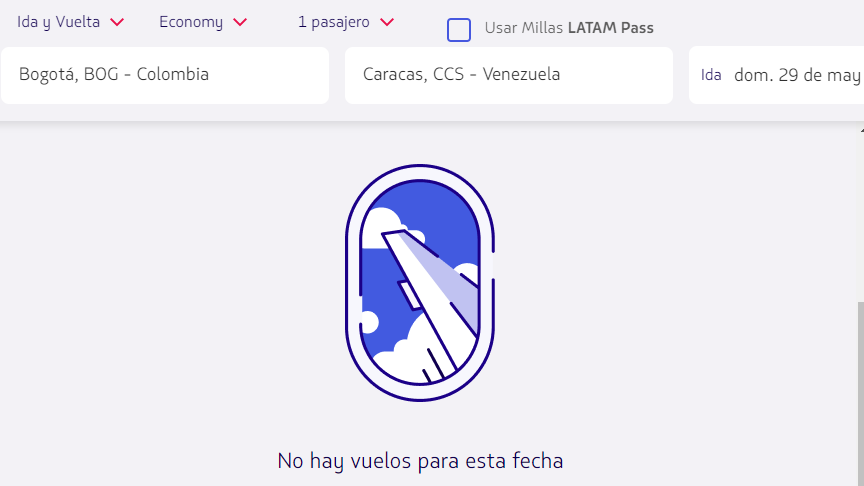 Ida y Vuelta Economy 1 pasajero Usar Millas LATAM Pass
Bogotá, BOG - Colombia Caracas, CCS - Venezuela Ida dom. 29 de may
No hay vuelos para esta fecha